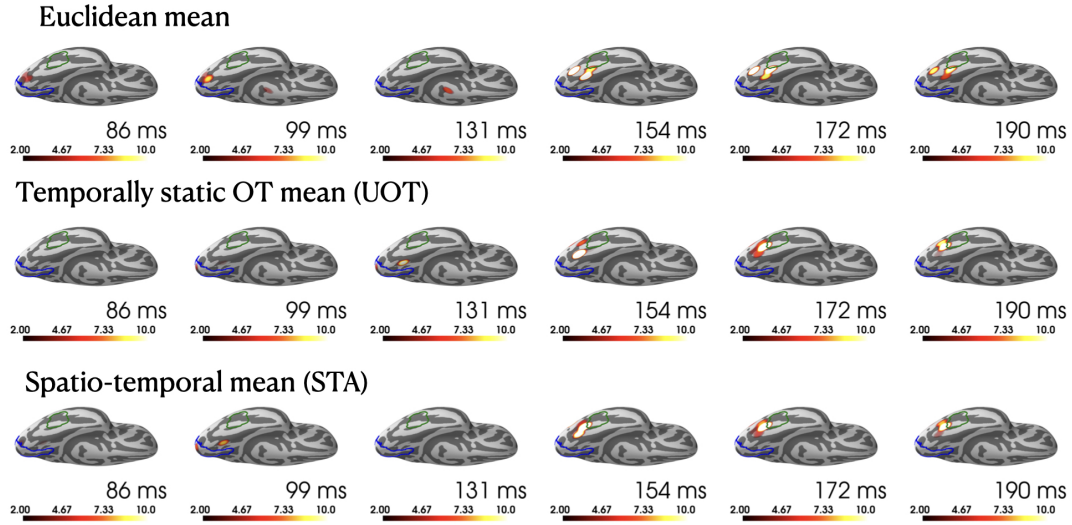 Euclidean mean
86 ms 99 ms 131 ms 154 ms 172 ms 190 ms
2.00 4.67 7.33 10.0 2.00 4.67 7.33 10.0 2.00 4.67 7.33 10.0 2.00 4.67 7.33 10.0 2.00 4.67 7.33 10.0 2.00 4.67 7.33 10.0
Temporally static OT mean (UOT)
86 ms 99 ms 131 ms 154 ms 172 ms 190 ms
2.00 4.67 7.33 10.0 2.00 4.67 7.33 10.0 2.00 4.67 7.33 10.0 2.00 4.67 7.33 10.0 2.00 4.67 7.33 10.0 2.00 4.67 7.33 10.0
Spatio-temporal mean (STA)
86 ms 99 ms 131 ms 154 ms 172 ms 190 ms
2.00 4.67 7.33 10.0 2.00 4.67 7.33 10.0 2.00 4.67 7.33 10.0 2.00 4.67 7.33 10.0 2.00 4.67 7.33 10.0 2.00 4.67 7.33 10.0